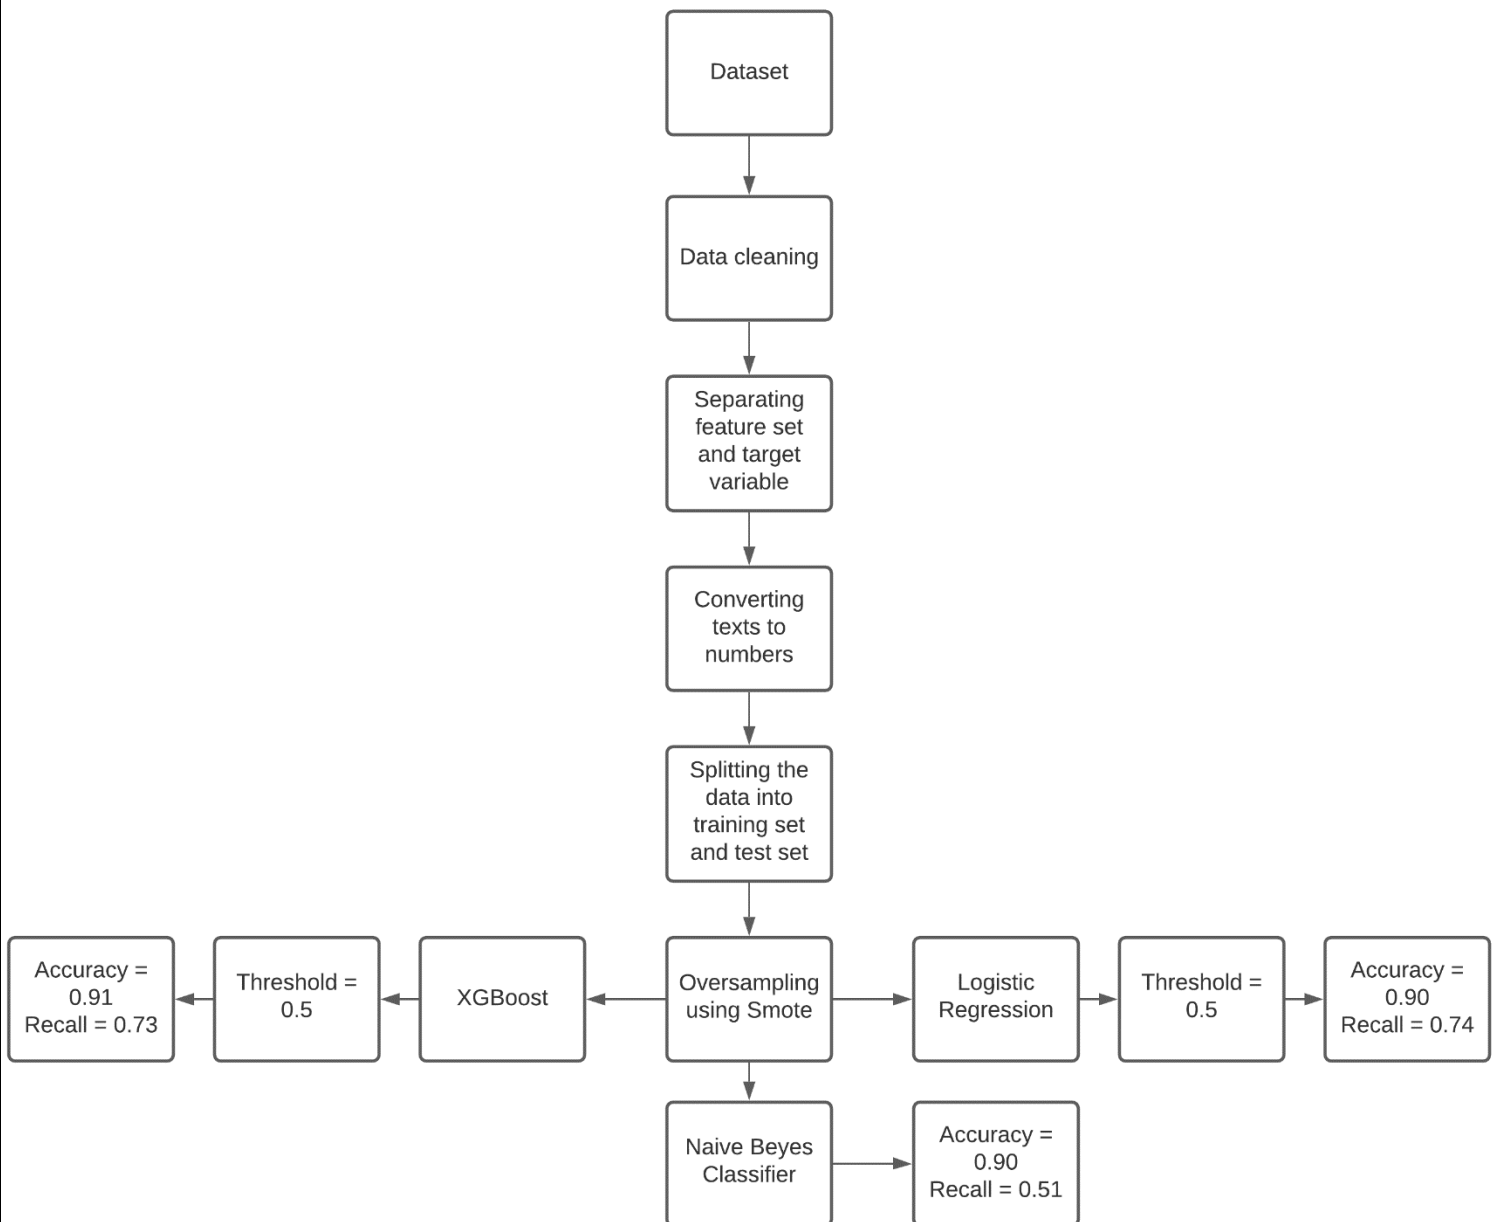 Dataset
Data cleaning
Separating
feature set
and target
variable
Converting
texts to
numbers
Splitting the
data into
training set
and test set
Accuracy =
0.91
Recall = 0.73
Threshold =
0.5
XGBoost
Oversampling
using Smote
Logistic
Regression
Threshold =
0.5
Accuracy =
0.90
Recall = 0.74
Naive Beyes
Classifier
Accuracy =
0.90
Recall = 0.51